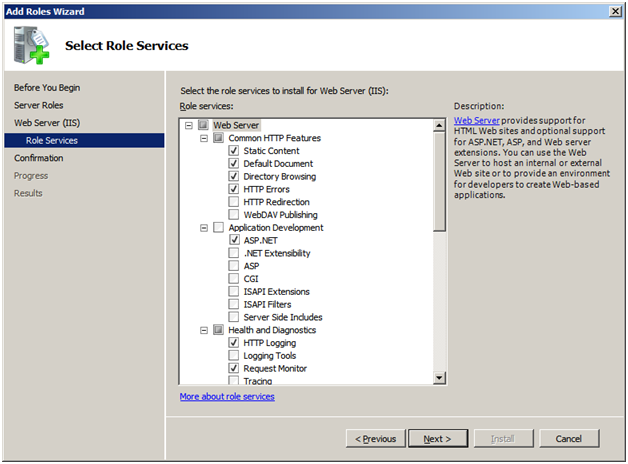 Add Roles Wizard
Select Role Services
Before You Begin
Server Roles
Web Server (IIS)
Role Services
Confirmation
Progress
Results
Select the role services to install for Web Server (IIS):
Role services:
Web Server
Common HTTP Features
Static Content
Default Document
Directory Browsing
HTTP Errors
HTTP Redirection
WebDAV Publishing
Application Development
ASP.NET
.NET Extensibility
ASP
CGI
ISAPI Extensions
ISAPI Filters
Server Side Includes
Health and Diagnostics
HTTP Logging
Logging Tools
Request Monitor
Tracing
More about role services
Description:
Web Server provides support for
HTML Web sites and optional support
for ASP.NET, ASP, and Web server
extensions. You can use the Web
Server to host an internal or external
Web site or to provide an environment
for developers to create Web-based
applications.
< Previous
Next >
Install
Cancel